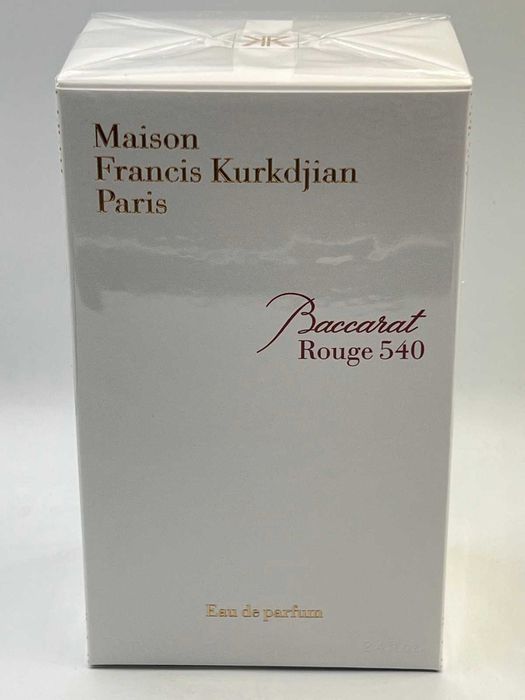 Maison
Francis Kurkdjian
Paris
Baccarat
Rouge 540
Eau de parfum